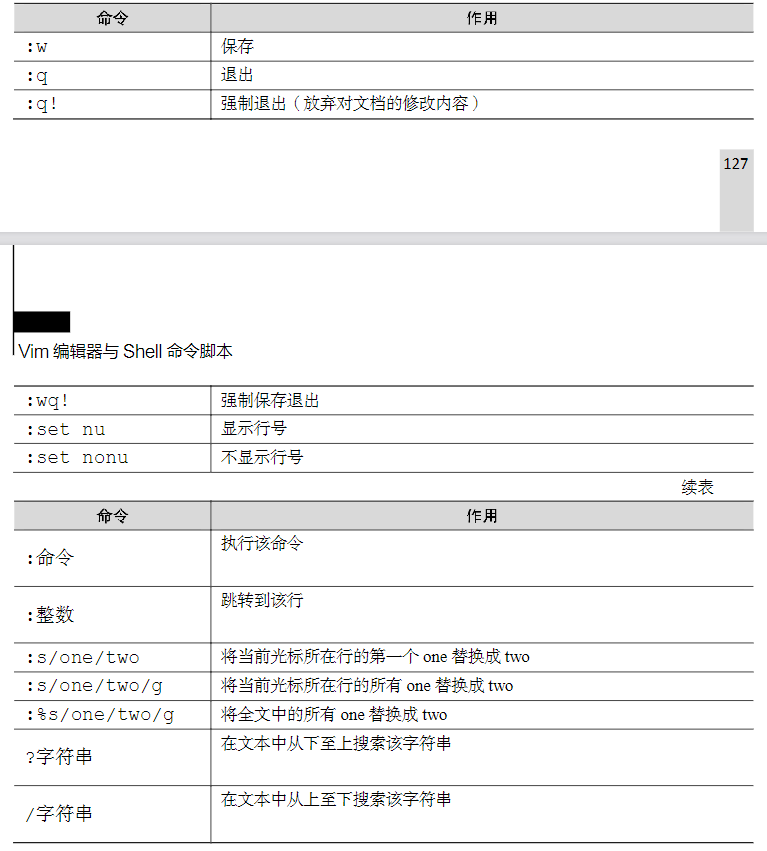 命令 作用
:w 保存
:q 退出
:q! 强制退出（放弃对文档的修改内容）
127
Vim 编辑器与 Shell 命令脚本
:wq! 强制保存退出
:set nu 显示行号
:set nonu 不显示行号
续表
命令 作用
:命令 执行该命令
:整数 跳转到该行
:s/one/two 将当前光标所在行的第一个 one 替换成 two
:s/one/two/g 将当前光标所在行的所有 one 替换成 two
:%s/one/two/g 将全文中的所有 one 替换成 two
?字符串 在文本中从下至上搜索该字符串
/字符串 在文本中从上至下搜索该字符串